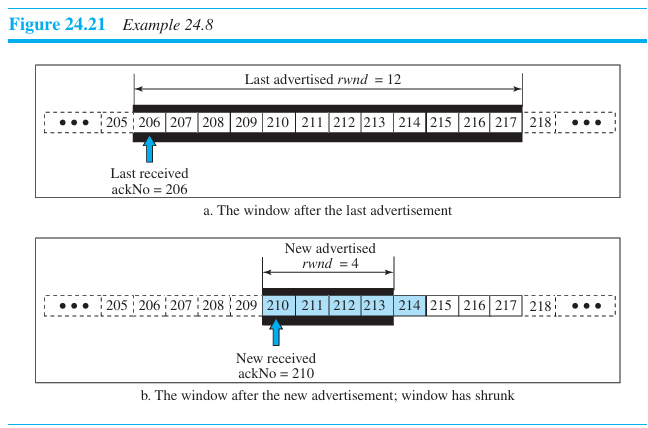 Figure 24.21 Example 24.8
Last advertised rwnd = 12
••• 205 206 207 208 209 210 211 212 213 214 215 216 217 218 •••
Last received
ackNo = 206
a. The window after the last advertisement
New advertised
rwnd = 4
••• 205 206 207 208 209 210 211 212 213 214 215 216 217 218 •••
New received
ackNo = 210
b. The window after the new advertisement; window has shrunk